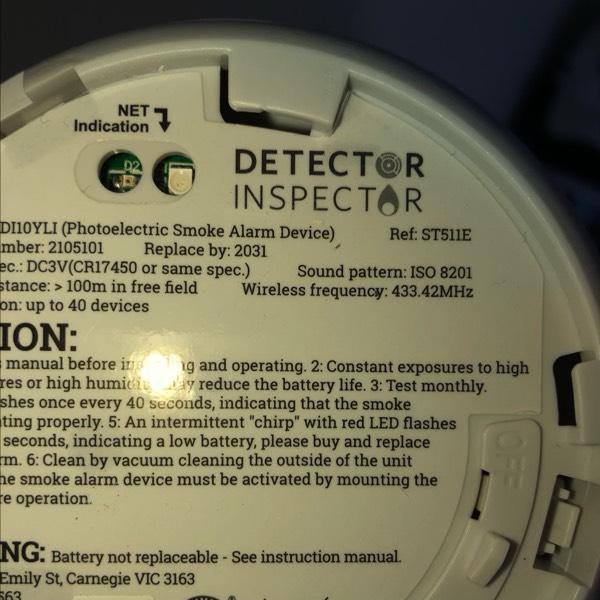 NET
Indication
D2
DETECTOR
INSPECTOR
DI10YLI (Photoelectric Smoke Alarm Device) Ref: ST511E
mber: 2105101 Replace by: 2031
ec.: DC3V(CR17450 or same spec.) Sound pattern: ISO 8201
stance: > 100m in free field Wireless frequency: 433.42MHz
on: up to 40 devices
ION:
s manual before and operating. 2: Constant exposures to high
res or high reduce the battery life. 3: Test monthly.
shes once every 40 seconds, indicating that the smoke
ting properly. 5: An intermittent "chirp" with red LED flashes
seconds, indicating a low battery, please buy and replace
rm. 6: Clean by vacuum cleaning the outside of the unit
he smoke alarm device must be activated by mounting the
re operation.
OFF
NG: Battery not replaceable - See instruction manual.
Emily St, Carnegie VIC 3163
563